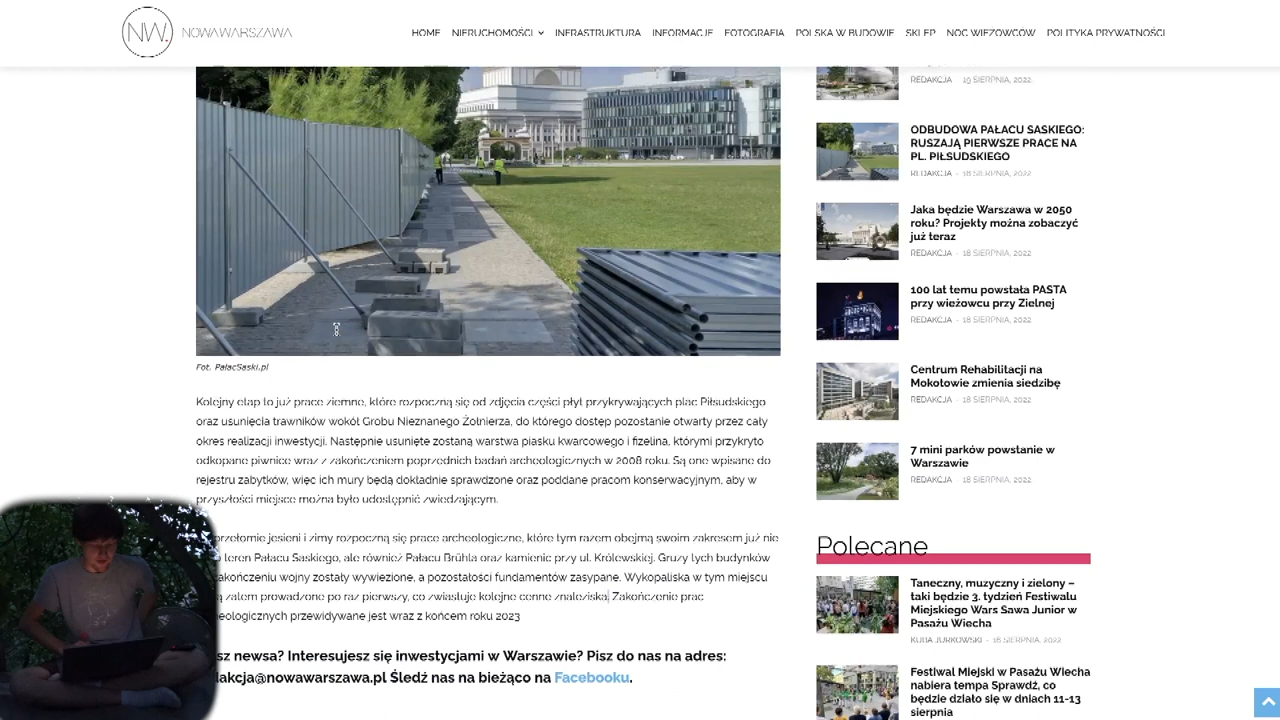 NW.
NOWAWARSZAWA
HOME NIERUCHOMOŚCI INFRASTRUKTURA INFORMACJE FOTOGRAFIA POLSKA W BUDOWIE SKLEP NOC WIEŻOWCÓW POLITYKA PRYWATNOŚCI
Fot. PałacSaski.pl
Kolejny etap to już prace ziemne, które rozpoczną się od zdjęcia części płyt przykrywających plac Piłsudskiego
oraz usunięcia trawników wokół Grobu Nieznanego Żołnierza, do którego dostęp pozostanie otwarty przez cały
okres realizacji inwestycji. Następnie usunięte zostaną warstwa piasku kwarcowego i fizelina, którymi przykryto
odkopane piwnice wraz z zakończeniem poprzednich badań archeologicznych w 2008 roku. Są one wpisane do
rejestru zabytków, więc ich mury będą dokładnie sprawdzone oraz poddane pracom konserwacyjnym, aby w
przyszłości miejsce można było udostępnić zwiedzającym.
przełomie jesieni i zimy rozpoczną się prace archeologiczne, które tym razem obejmą swoim zakresem już nie
teren Pałacu Saskiego, ale również Pałacu Brühla oraz kamienic przy ul. Królewskiej. Gruzy tych budynków
zakończeniu wojny zostały wywiezione, a pozostałości fundamentów zasypane. Wykopaliska w tym miejscu
zatem prowadzone po raz pierwszy, co zwiastuje kolejne cenne znaleziska. Zakończenie prac
eologicznych przewidywane jest wraz z końcem roku 2023
sz newsa? Interesujesz się inwestycjami w Warszawie? Pisz do nas na adres:
dakcja@nowawarszawa.pl Śledź nas na bieżąco na Facebooku.
REDAKCJA - 19 SIERPNIA, 2022
ODBUDOWA PAŁACU SASKIEGO:
RUSZAJĄ PIERWSZE PRACE NA
PL. PIŁSUDSKIEGO
REDAKCJA - 18 SIERPNIA, 2022
Jaka będzie Warszawa w 2050
roku? Projekty można zobaczyć
już teraz
REDAKCJA - 18 SIERPNIA, 2022
100 lat temu powstała PASTA
przy wieżowcu przy Zielnej
REDAKCJA - 18 SIERPNIA, 2022
Centrum Rehabilitacji na
Mokotowie zmienia siedzibę
REDAKCJA - 18 SIERPNIA, 2022
7 mini parków powstanie w
Warszawie
REDAKCJA - 18 SIERPNIA, 2022
Polecane
Taneczny, muzyczny i zielony –
taki będzie 3. tydzień Festiwalu
Miejskiego Wars Sawa Junior w
Pasażu Wiecha
KUBA JURKOWSKI - 16 SIERPNIA, 2022
Festiwal Miejski w Pasażu Wiecha
nabiera tempa Sprawdź, co
będzie działo się w dniach 11-13
sierpnia